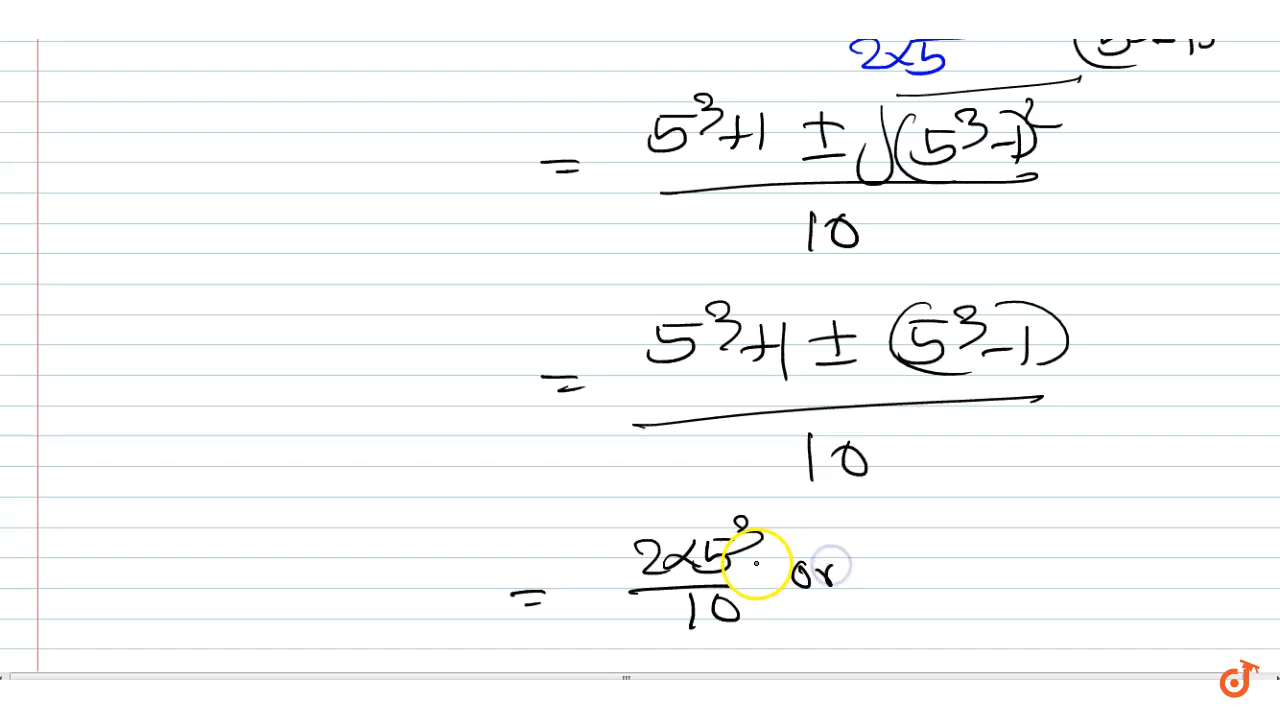 2×5
5³+1 ± √(5³-1)²
=
10
5³+1 ± (5³-1)
=
10
2×5³ or
=
10